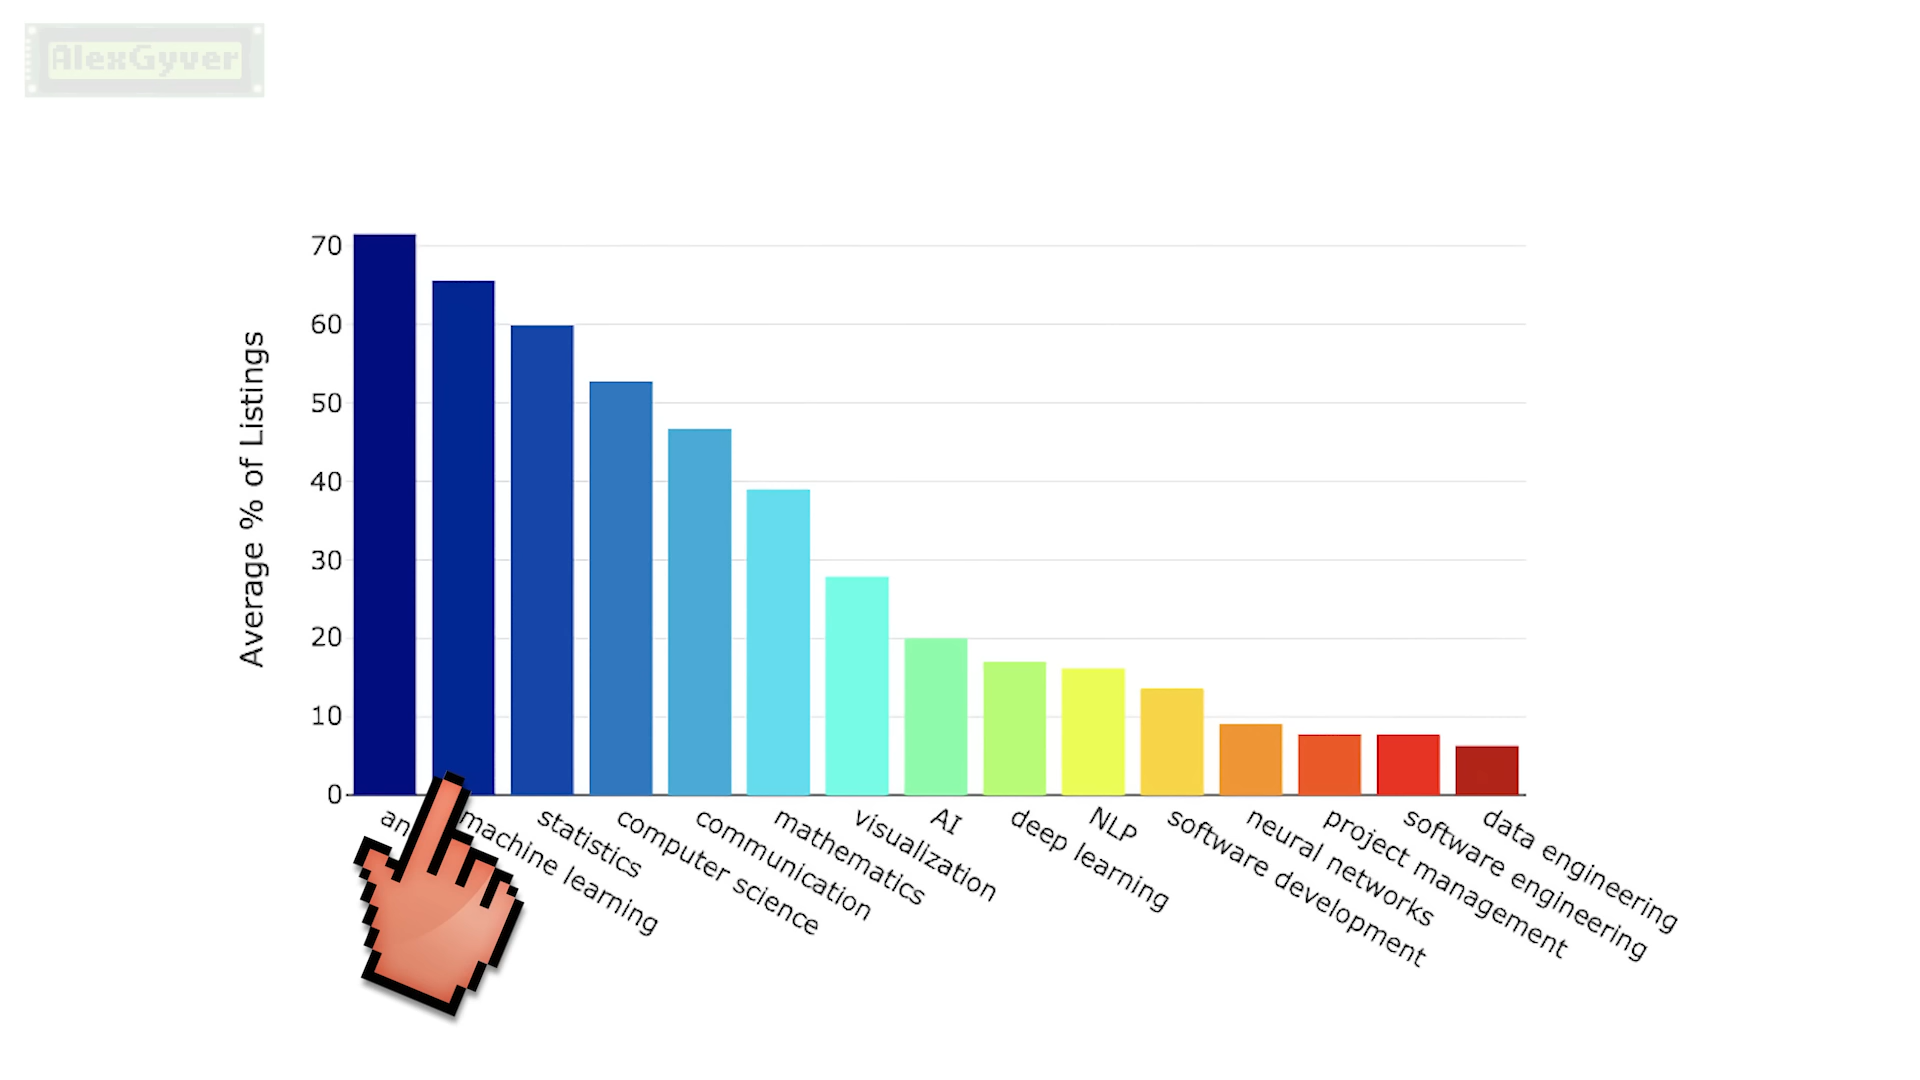 AlexGyver
Average % of Listings
70
60
50
40
30
20
10
0
an
machine learning
statistics
computer science
communication
mathematics
visualization
AI
deep learning
NLP
software development
neural networks
project management
software engineering
data engineering